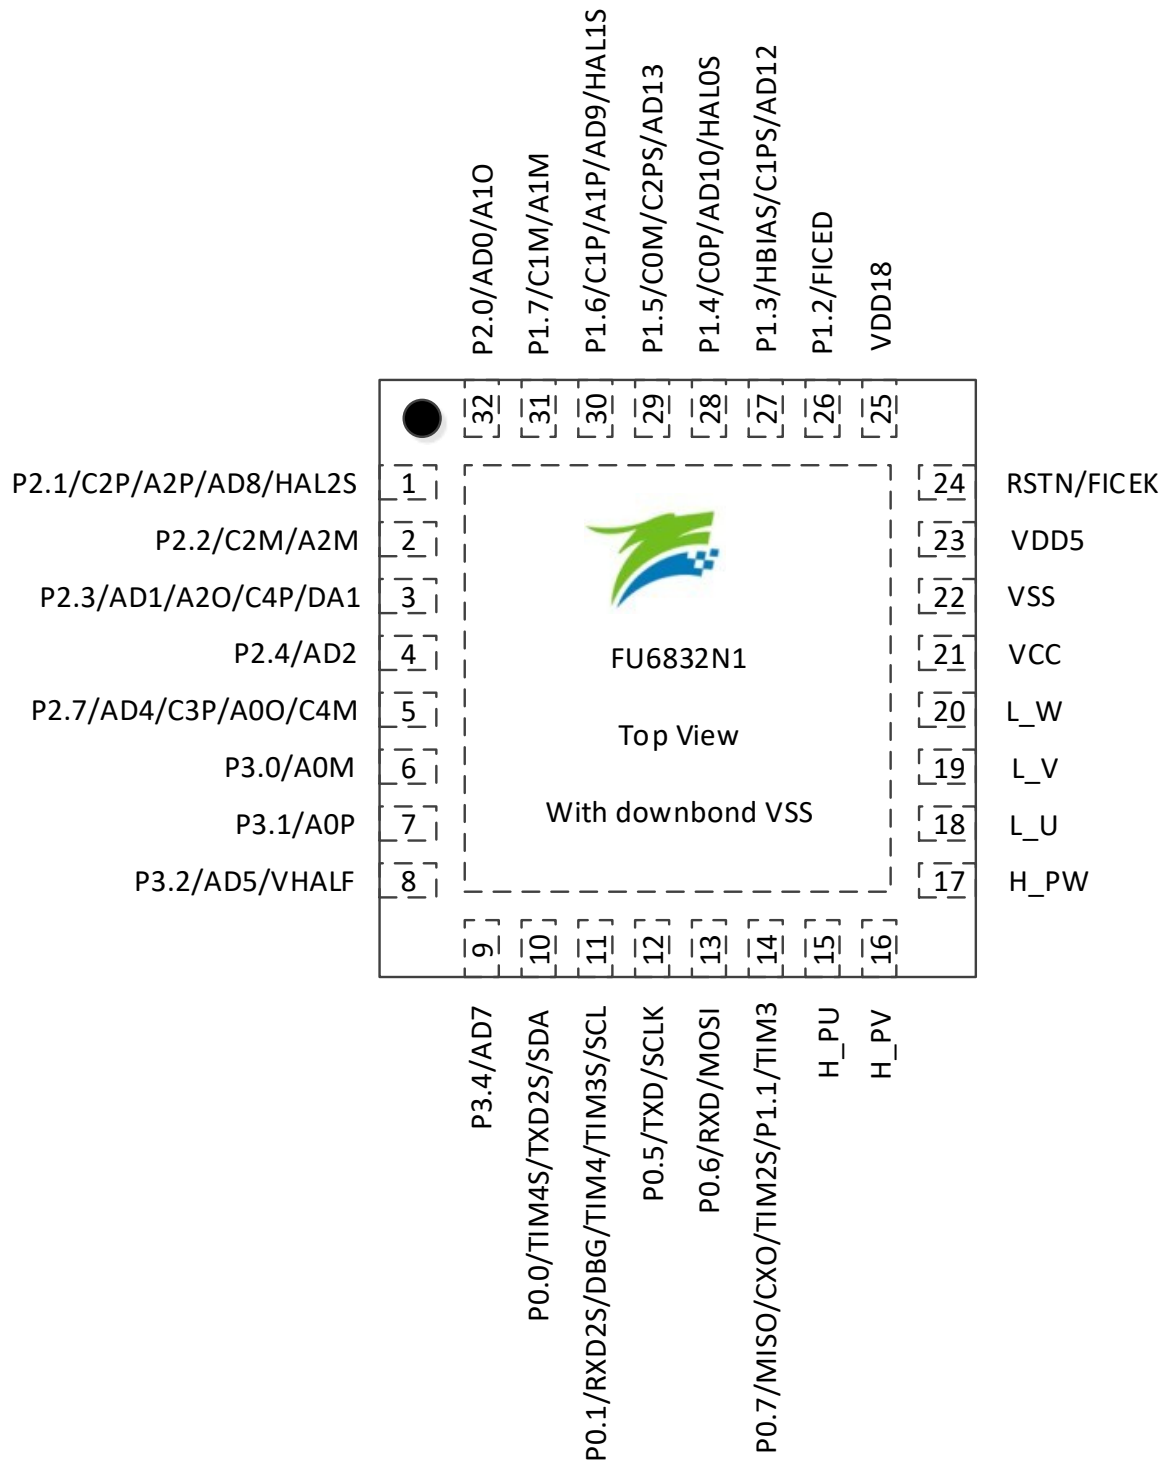 P2.0/AD0/A1O
P1.7/C1M/A1M
P1.6/C1P/A1P/AD9/HAL1S
P1.5/C0M/C2PS/AD13
P1.4/C0P/AD10/HAL0S
P1.3/HBIAS/C1PS/AD12
P1.2/FICED
VDD18
32
31
30
29
28
27
26
25
P2.1/C2P/A2P/AD8/HAL2S
1
P2.2/C2M/A2M
2
P2.3/AD1/A2O/C4P/DA1
3
P2.4/AD2
4
P2.7/AD4/C3P/A0O/C4M
5
P3.0/A0M
6
P3.1/A0P
7
P3.2/AD5/VHALF
8
FU6832N1
Top View
With downbond VSS
24
RSTN/FICEK
23
VDD5
22
VSS
21
VCC
20
L_W
19
L_V
18
L_U
17
H_PW
9
10
11
12
13
14
15
16
P3.4/AD7
P0.0/TIM4S/TXD2S/SDA
P0.1/RXD2S/DBG/TIM4/TIM3S/SCL
P0.5/TXD/SCLK
P0.6/RXD/MOSI
P0.7/MISO/CXO/TIM2S/P1.1/TIM3
H_PU
H_PV